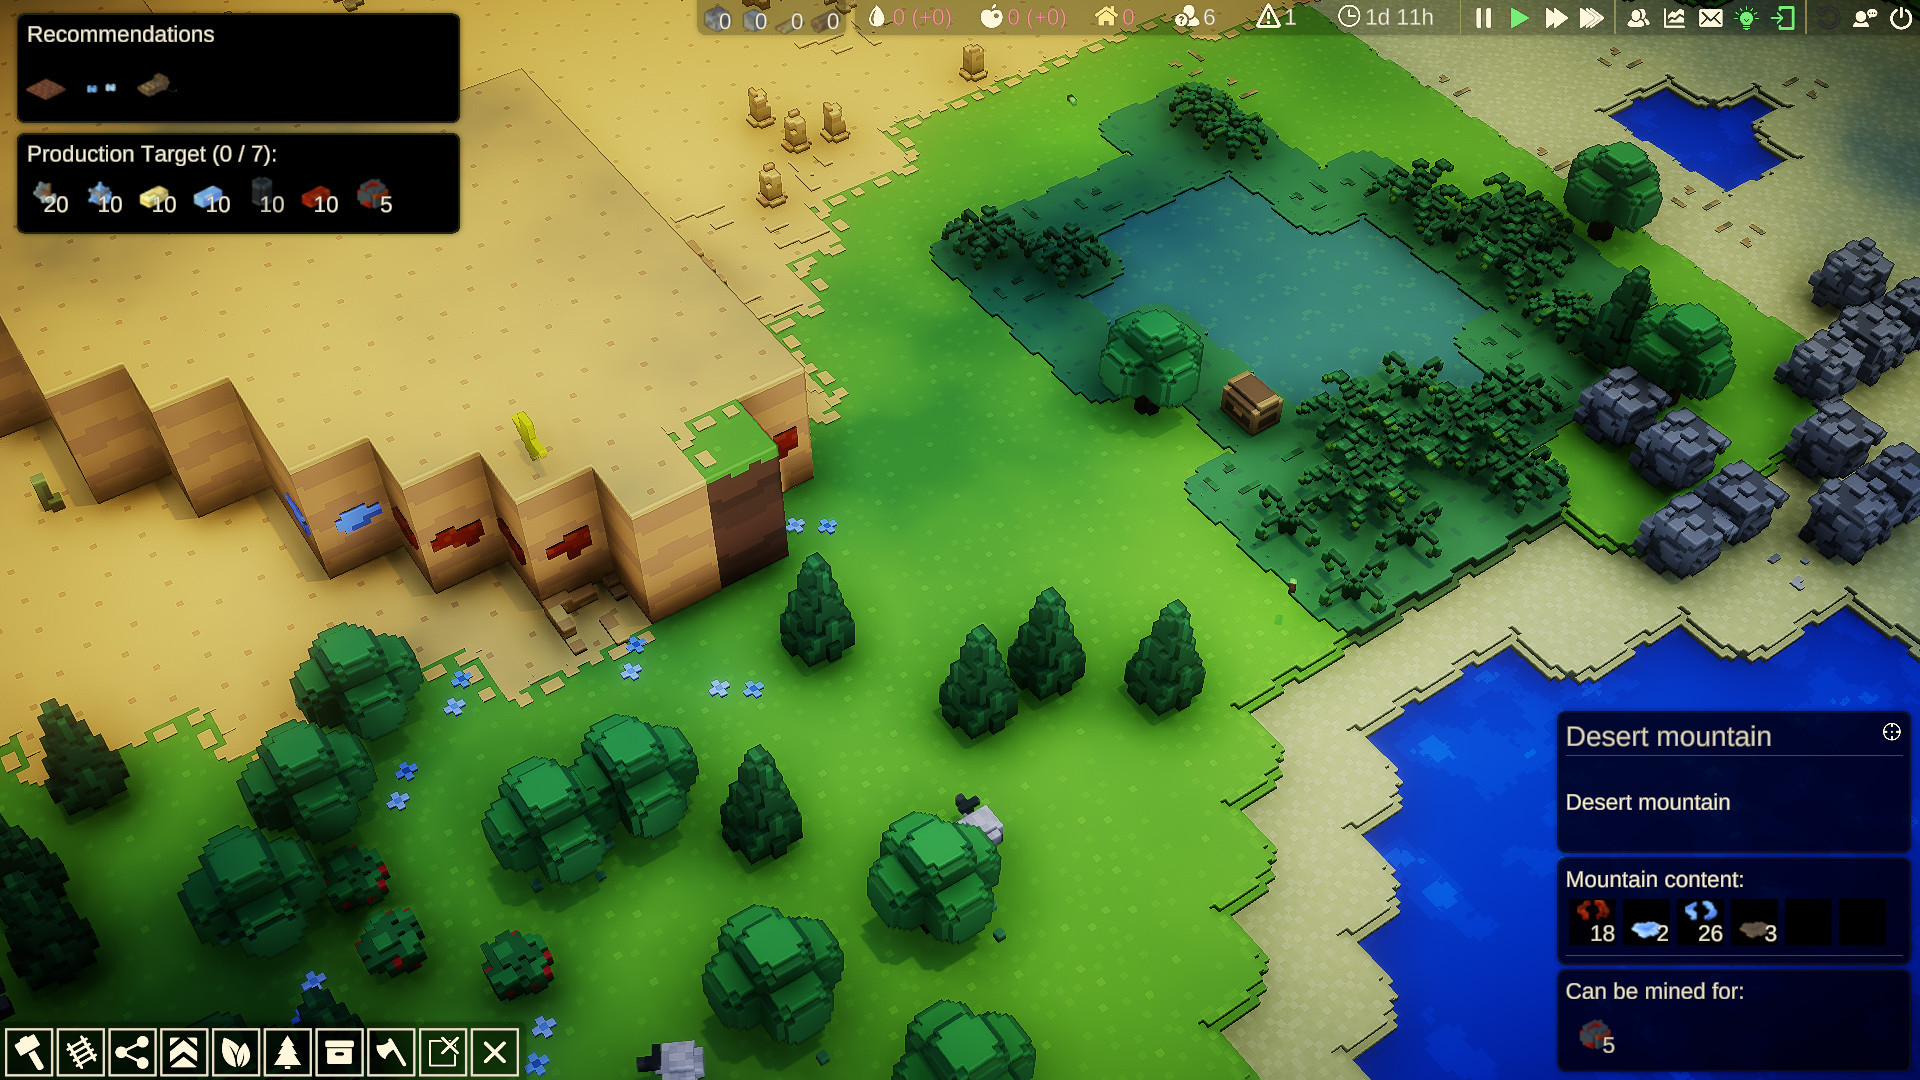 Recommendations
0 0 0 0 0 (+0) 0 (+0) 0 6 1 1d 11h
Production Target (0 / 7):
20 10 10 10 10 10 5
Desert mountain
Desert mountain
Mountain content:
18 2 26 3
Can be mined for:
5